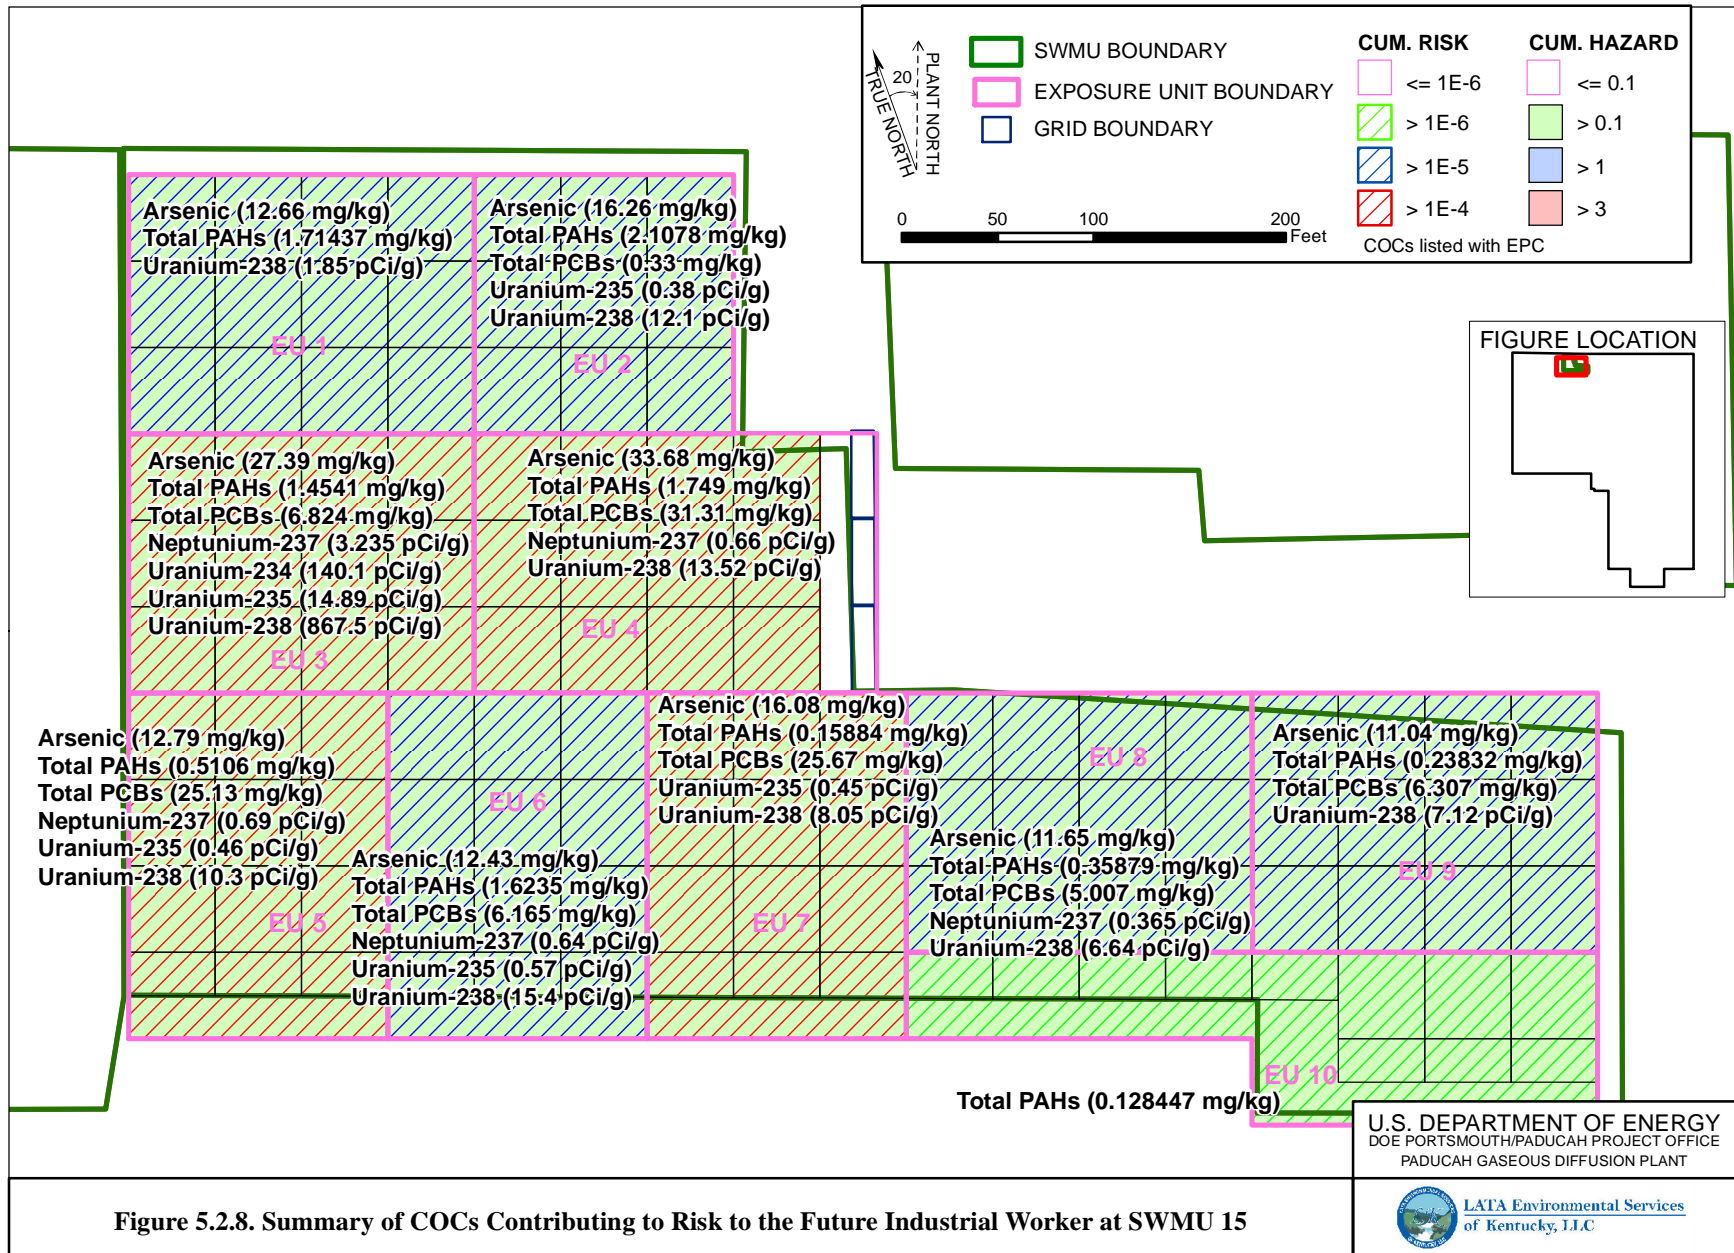 SWMU BOUNDARY
EXPOSURE UNIT BOUNDARY
GRID BOUNDARY
TRUE NORTH
20
PLANT NORTH
0 50 100 200
Feet
CUM. RISK
<= 1E-6
> 1E-6
> 1E-5
> 1E-4
CUM. HAZARD
<= 0.1
> 0.1
> 1
> 3
COCs listed with EPC
FIGURE LOCATION
Arsenic (12.66 mg/kg)
Total PAHs (1.71437 mg/kg)
Uranium-238 (1.85 pCi/g)
EU 1
Arsenic (16.26 mg/kg)
Total PAHs (2.1078 mg/kg)
Total PCBs (0.33 mg/kg)
Uranium-235 (0.38 pCi/g)
Uranium-238 (12.1 pCi/g)
EU 2
Arsenic (27.39 mg/kg)
Total PAHs (1.4541 mg/kg)
Total PCBs (6.824 mg/kg)
Neptunium-237 (3.235 pCi/g)
Uranium-234 (140.1 pCi/g)
Uranium-235 (14.89 pCi/g)
Uranium-238 (867.5 pCi/g)
EU 3
Arsenic (33.68 mg/kg)
Total PAHs (1.749 mg/kg)
Total PCBs (31.31 mg/kg)
Neptunium-237 (0.66 pCi/g)
Uranium-238 (13.52 pCi/g)
EU 4
Arsenic (12.79 mg/kg)
Total PAHs (0.5106 mg/kg)
Total PCBs (25.13 mg/kg)
Neptunium-237 (0.69 pCi/g)
Uranium-235 (0.46 pCi/g)
Uranium-238 (10.3 pCi/g)
EU 5
EU 6
Arsenic (12.43 mg/kg)
Total PAHs (1.6235 mg/kg)
Total PCBs (6.165 mg/kg)
Neptunium-237 (0.64 pCi/g)
Uranium-235 (0.57 pCi/g)
Uranium-238 (15.4 pCi/g)
Arsenic (16.08 mg/kg)
Total PAHs (0.15884 mg/kg)
Total PCBs (25.67 mg/kg)
Uranium-235 (0.45 pCi/g)
Uranium-238 (8.05 pCi/g)
EU 7
EU 8
Arsenic (11.65 mg/kg)
Total PAHs (0.35879 mg/kg)
Total PCBs (5.007 mg/kg)
Neptunium-237 (0.365 pCi/g)
Uranium-238 (6.64 pCi/g)
Arsenic (11.04 mg/kg)
Total PAHs (0.23832 mg/kg)
Total PCBs (6.307 mg/kg)
Uranium-238 (7.12 pCi/g)
EU 9
EU 10
Total PAHs (0.128447 mg/kg)
U.S. DEPARTMENT OF ENERGY
DOE PORTSMOUTH/PADUCAH PROJECT OFFICE
PADUCAH GASEOUS DIFFUSION PLANT
Figure 5.2.8. Summary of COCs Contributing to Risk to the Future Industrial Worker at SWMU 15
LATA Environmental Services
of Kentucky, LLC